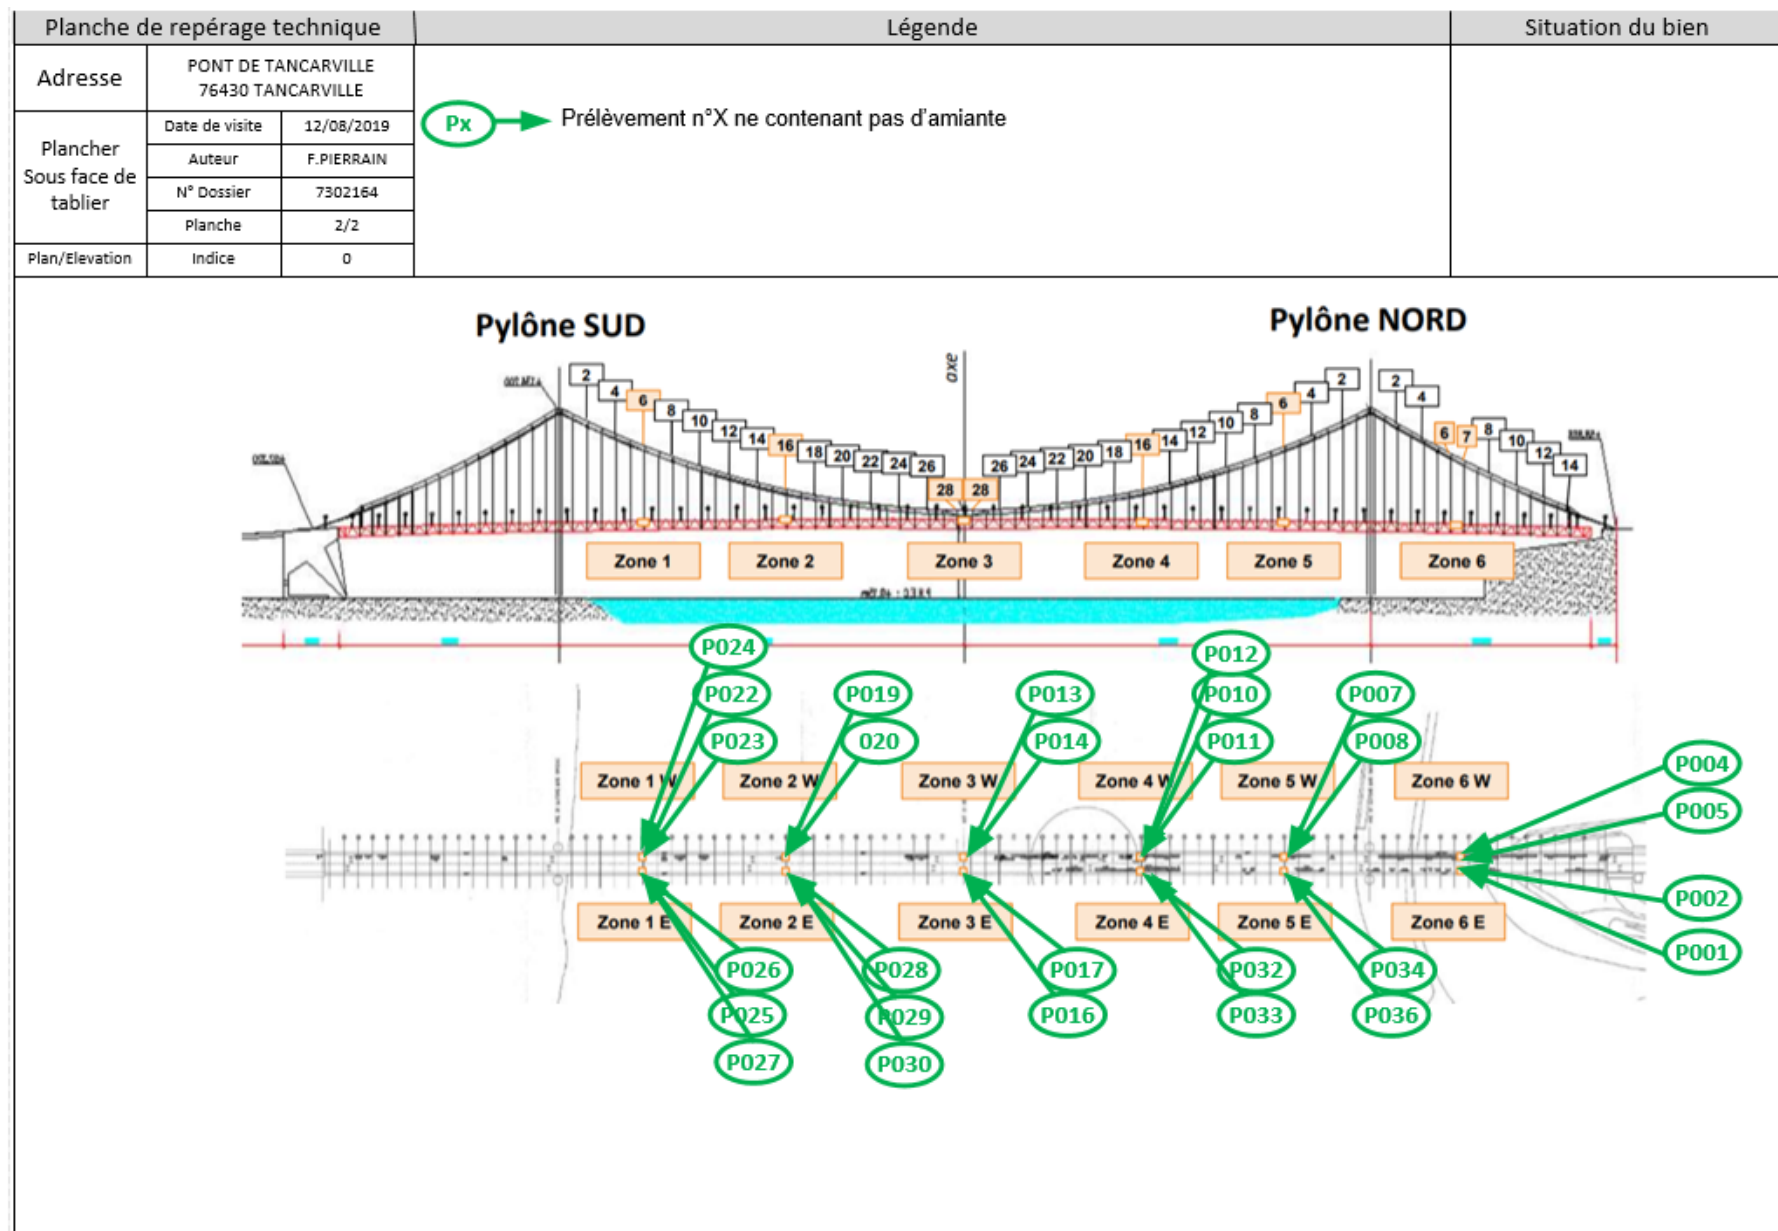 Planche de repérage technique
Légende
Situation du bien
Adresse
PONT DE TANCARVILLE
76430 TANCARVILLE
Plancher
Sous face de
tablier
Date de visite
12/08/2019
Auteur
F.PIERRAIN
N° Dossier
7302164
Planche
2/2
Plan/Elevation
Indice
0
Px
Prélèvement n°X ne contenant pas d'amiante
Pylône SUD
Pylône NORD
axe
2
4
6
8
10
12
14
16
18
20
22
24
26
28
28
26
24
22
20
18
16
14
12
10
8
6
4
2
2
4
6
7
8
10
12
14
Zone 1
Zone 2
Zone 3
Zone 4
Zone 5
Zone 6
P024
P022
P023
P019
020
P013
P014
P012
P010
P011
P007
P008
P004
P005
Zone 1 W
Zone 2 W
Zone 3 W
Zone 4 W
Zone 5 W
Zone 6 W
Zone 1 E
Zone 2 E
Zone 3 E
Zone 4 E
Zone 5 E
Zone 6 E
P002
P001
P026
P025
P027
P028
P029
P030
P017
P016
P032
P033
P034
P036